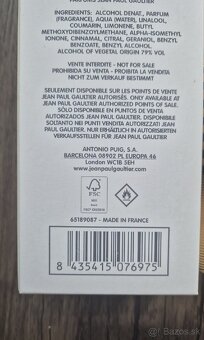 PARFUMS JEAN PAUL GAULTIER
INGREDIENTS: ALCOHOL DENAT., PARFUM
(FRAGRANCE), AQUA (WATER), LINALOOL,
COUMARIN, LIMONENE, BUTYL
METHOXYDIBENZOYLMETHANE, ALPHA-ISOMETHYL
IONONE, CINNAMAL, CITRAL, GERANIOL, BENZYL
BENZOATE, BENZYL ALCOHOL,
ALCOHOL OF VEGETAL ORIGIN 79% VOL
VENTE INTERDITE - NOT FOR SALE
PROHIBIDA SU VENTA - PROIBITA LA VENDITA
NICHT ZUM VERKAUF BESTIMMT
SEULEMENT DISPONIBLE SUR LES POINTS DE VENTE
JEAN PAUL GAULTIER AGRÉÉS. ONLY AVAILABLE AT
JEAN PAUL GAULTIER AUTHORIZED POINTS OF SALE.
SÓLO DISPONIBLE EN PUNTOS DE VENTA
AUTORIZADOS JEAN PAUL GAULTIER. DISPONIBILE
SOLTANTO NEI PUNTI VENDITA AUTORIZZATI JEAN
PAUL GAULTIER. NUR IN AUTORISIERTEN
VERKAUFSSTELLEN FÜR JEAN PAUL GAULTIER
ERHÄLTLICH.
ANTONIO PUIG, S.A.
BARCELONA 08902 PL EUROPA 46
London WC1B 5EH
www.jeanpaulgaultier.com
FSC
MIX
65189087 - MADE IN FRANCE
8 435415 076975
bazos.sk